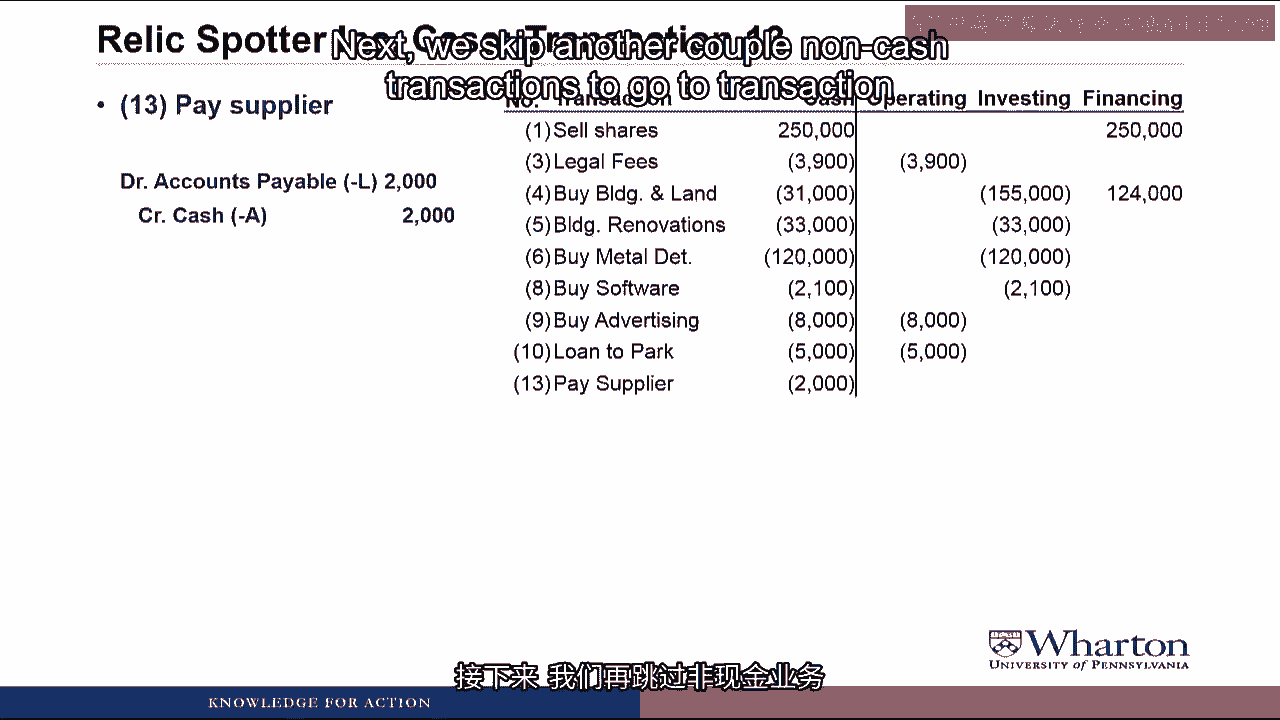 Relic Spotter Inc. Case: Transaction 13
Next, we skip another couple non-cash
transactions to go to transaction
• (13) Pay supplier
Dr. Accounts Payable (-L) 2,000
Cr. Cash (-A) 2,000
No. Transaction Cash Operating Investing Financing
(1) Sell shares 250,000 250,000
(3) Legal Fees (3,900) (3,900)
(4) Buy Bldg. & Land (31,000) (155,000) 124,000
(5) Bldg. Renovations (33,000) (33,000)
(6) Buy Metal Det. (120,000) (120,000)
(8) Buy Software (2,100) (2,100)
(9) Buy Advertising (8,000) (8,000)
(10) Loan to Park (5,000) (5,000)
(13) Pay Supplier (2,000)
Wharton
UNIVERSITY of PENNSYLVANIA
接下来 我们再跳过非现金业务
KNOWLEDGE FOR ACTION